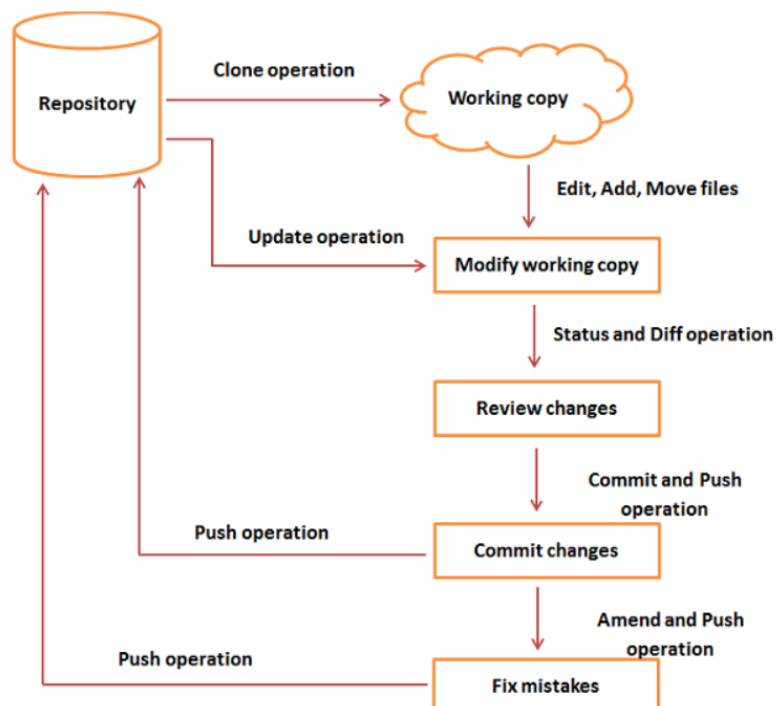 Clone operation
Repository
Working copy
Edit, Add, Move files
Update operation
Modify working copy
Status and Diff operation
Review changes
Commit and Push
operation
Push operation
Commit changes
Amend and Push
operation
Push operation
Fix mistakes